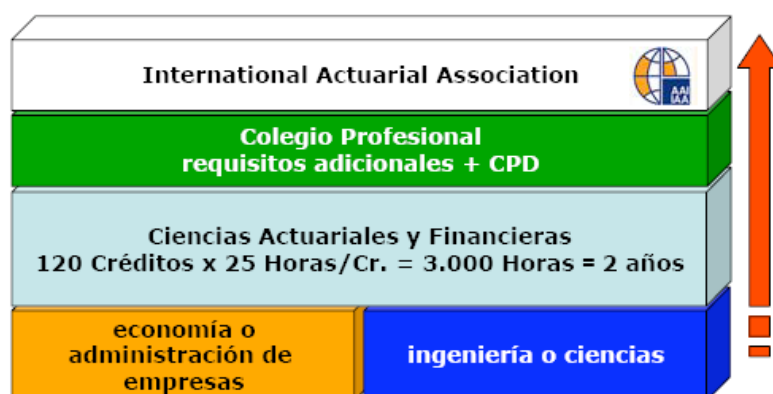 International Actuarial Association
AAI
IAA
Colegio Profesional
requisitos adicionales + CPD
Ciencias Actuariales y Financieras
120 Créditos x 25 Horas/Cr. = 3.000 Horas = 2 años
economía o
administración de
empresas
ingeniería o ciencias